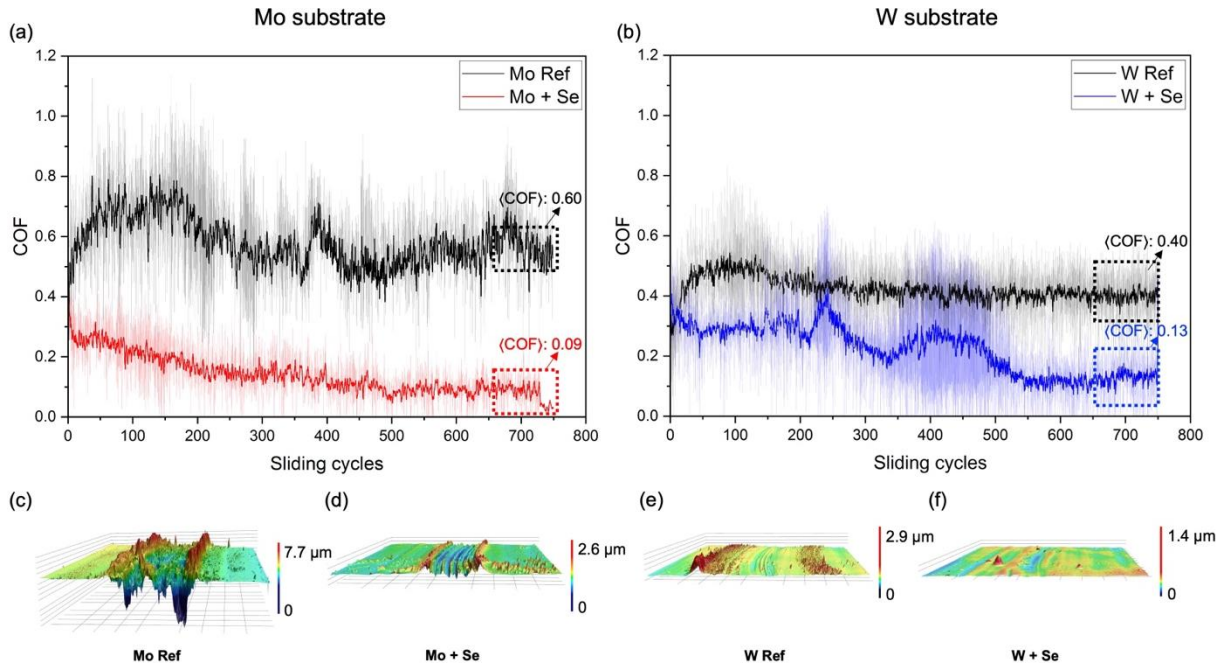 Mo substrate
W substrate
(a)
(b)
1.2
1.0
0.8
0.6
0.4
0.2
0.0
COF
Mo Ref
Mo + Se
⟨COF⟩: 0.60
⟨COF⟩: 0.09
0 100 200 300 400 500 600 700 800
Sliding cycles
1.2
1.0
0.8
0.6
0.4
0.2
0.0
COF
W Ref
W + Se
⟨COF⟩: 0.40
⟨COF⟩: 0.13
0 100 200 300 400 500 600 700 800
Sliding cycles
(c)
7.7 μm
0
Mo Ref
(d)
2.6 μm
0
Mo + Se
(e)
2.9 μm
0
W Ref
(f)
1.4 μm
0
W + Se